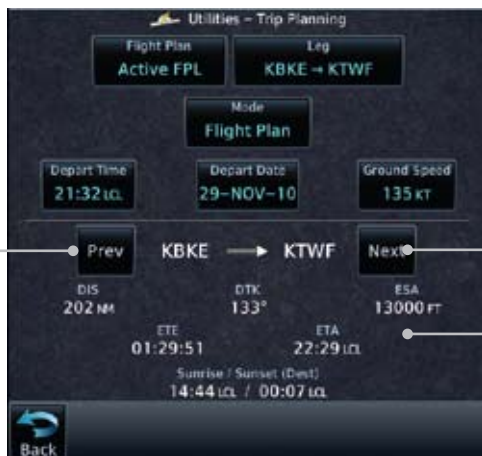 Utilities – Trip Planning
Flight Plan
Active FPL
Leg
KBKE → KTWF
Mode
Flight Plan
Depart Time
21:32 LCL
Depart Date
29–NOV–10
Ground Speed
135 KT
Prev
KBKE → KTWF
Next
DIS
202 NM
DTK
133°
ESA
13000 FT
ETE
01:29:51
ETA
22:29 LCL
Sunrise / Sunset (Dest)
14:44 LCL / 00:07 LCL
Back